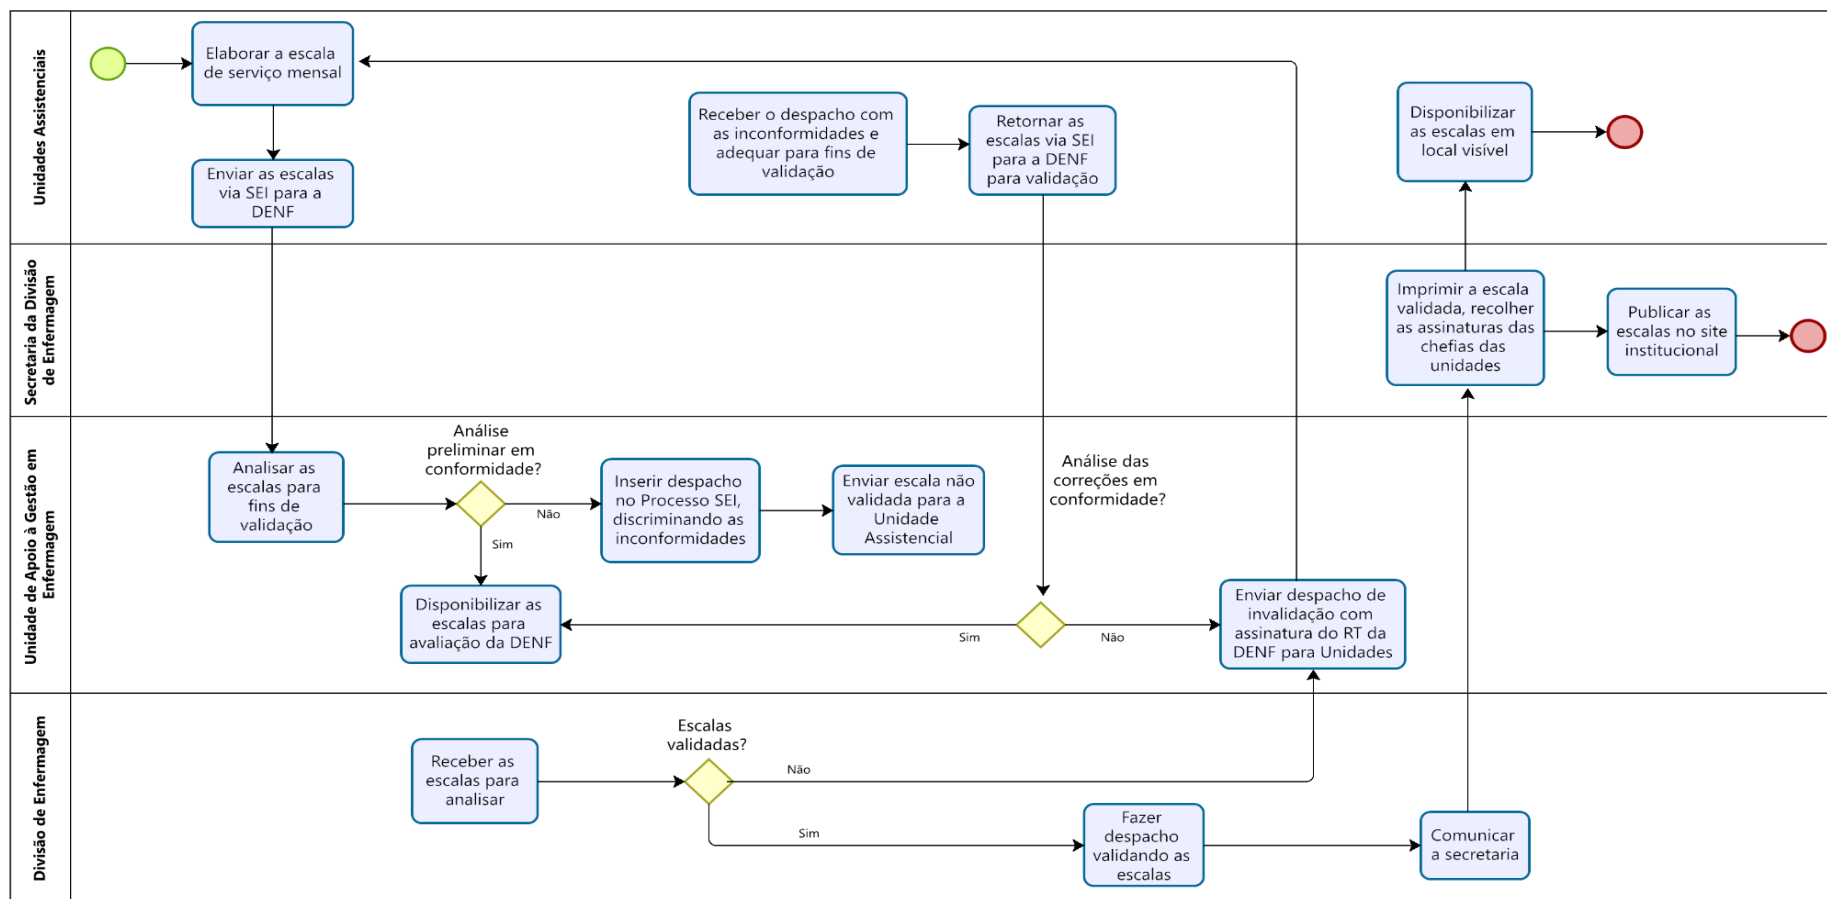 Unidades Assistenciais
Elaborar a escala
de serviço mensal
Enviar as escalas
via SEI para a
DENF
Receber o despacho com
as inconformidades e
adequar para fins de
validação
Retornar as
escalas via SEI
para a DENF
para validação
Disponibilizar
as escalas em
local visível
Secretaria da Divisão
de Enfermagem
Imprimir a escala
validada, recolher
as assinaturas das
chefias das
unidades
Publicar as
escalas no site
institucional
Unidade de Apoio à Gestão em
Enfermagem
Analisar as
escalas para
fins de
validação
Análise
preliminar em
conformidade?
Não
Sim
Inserir despacho
no Processo SEI,
discriminando as
inconformidades
Enviar escala não
validada para a
Unidade
Assistencial
Análise das
correções em
conformidade?
Disponibilizar as
escalas para
avaliação da DENF
Sim
Não
Enviar despacho de
invalidação com
assinatura do RT da
DENF para Unidades
Divisão de Enfermagem
Receber as
escalas para
analisar
Escalas
validadas?
Não
Sim
Fazer
despacho
validando as
escalas
Comunicar
a secretaria